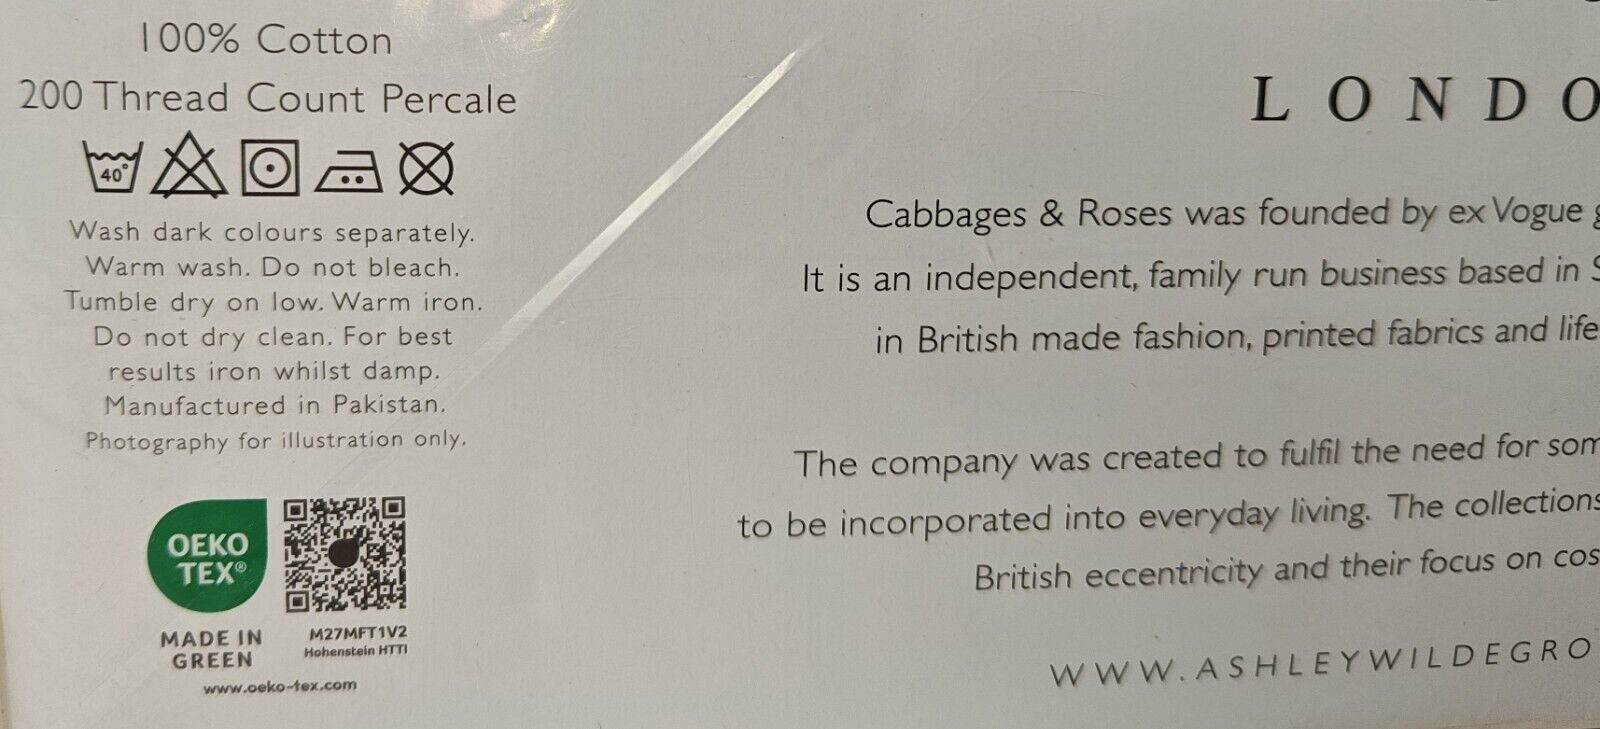 100% Cotton
200 Thread Count Percale
40°
Wash dark colours separately.
Warm wash. Do not bleach.
Tumble dry on low. Warm iron.
Do not dry clean. For best
results iron whilst damp.
Manufactured in Pakistan.
Photography for illustration only.
OEKO
TEX®
MADE IN
GREEN
M27MFT1V2
Hohenstein HTTI
www.oeko-tex.com
LONDO
Cabbages & Roses was founded by ex Vogue
It is an independent, family run business based in S
in British made fashion, printed fabrics and life
The company was created to fulfil the need for som
to be incorporated into everyday living. The collections
British eccentricity and their focus on cos
WWW.ASHLEYWILDEGRO